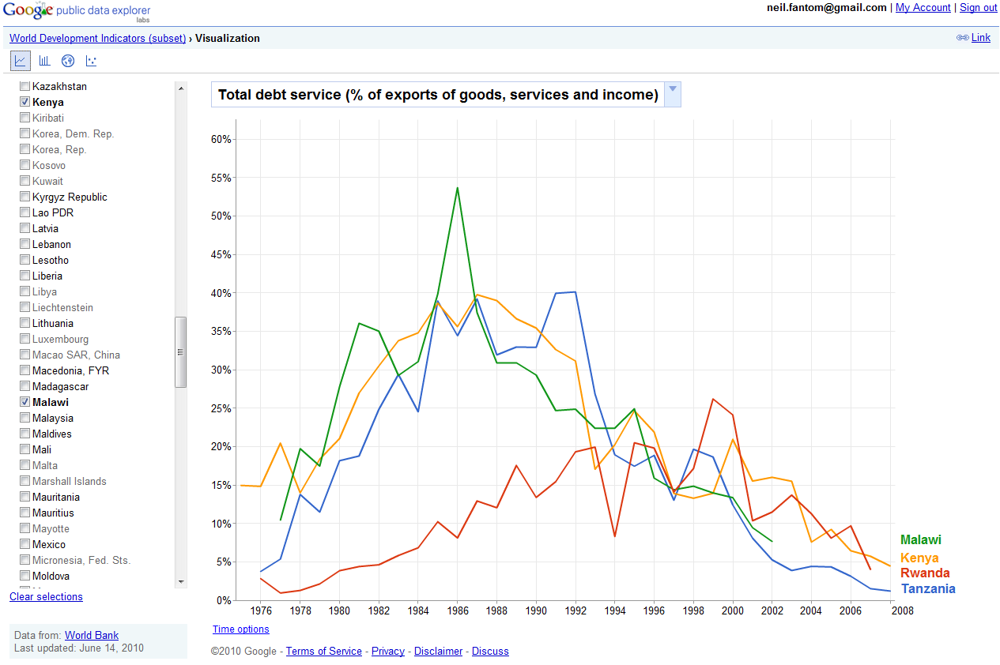 Google public data explorer
labs
neil.fantom@gmail.com | My Account | Sign out
World Development Indicators (subset) › Visualization
Link
Kazakhstan
Kenya
Kiribati
Korea, Dem. Rep.
Korea, Rep.
Kosovo
Kuwait
Kyrgyz Republic
Lao PDR
Latvia
Lebanon
Lesotho
Liberia
Libya
Liechtenstein
Lithuania
Luxembourg
Macao SAR, China
Macedonia, FYR
Madagascar
Malawi
Malaysia
Maldives
Mali
Malta
Marshall Islands
Mauritania
Mauritius
Mayotte
Mexico
Micronesia, Fed. Sts.
Moldova
Clear selections
Data from: World Bank
Last updated: June 14, 2010
Total debt service (% of exports of goods, services and income)
60%
55%
50%
45%
40%
35%
30%
25%
20%
15%
10%
5%
0%
1976 1978 1980 1982 1984 1986 1988 1990 1992 1994 1996 1998 2000 2002 2004 2006 2008
Malawi
Kenya
Rwanda
Tanzania
Time options
©2010 Google - Terms of Service - Privacy - Disclaimer - Discuss